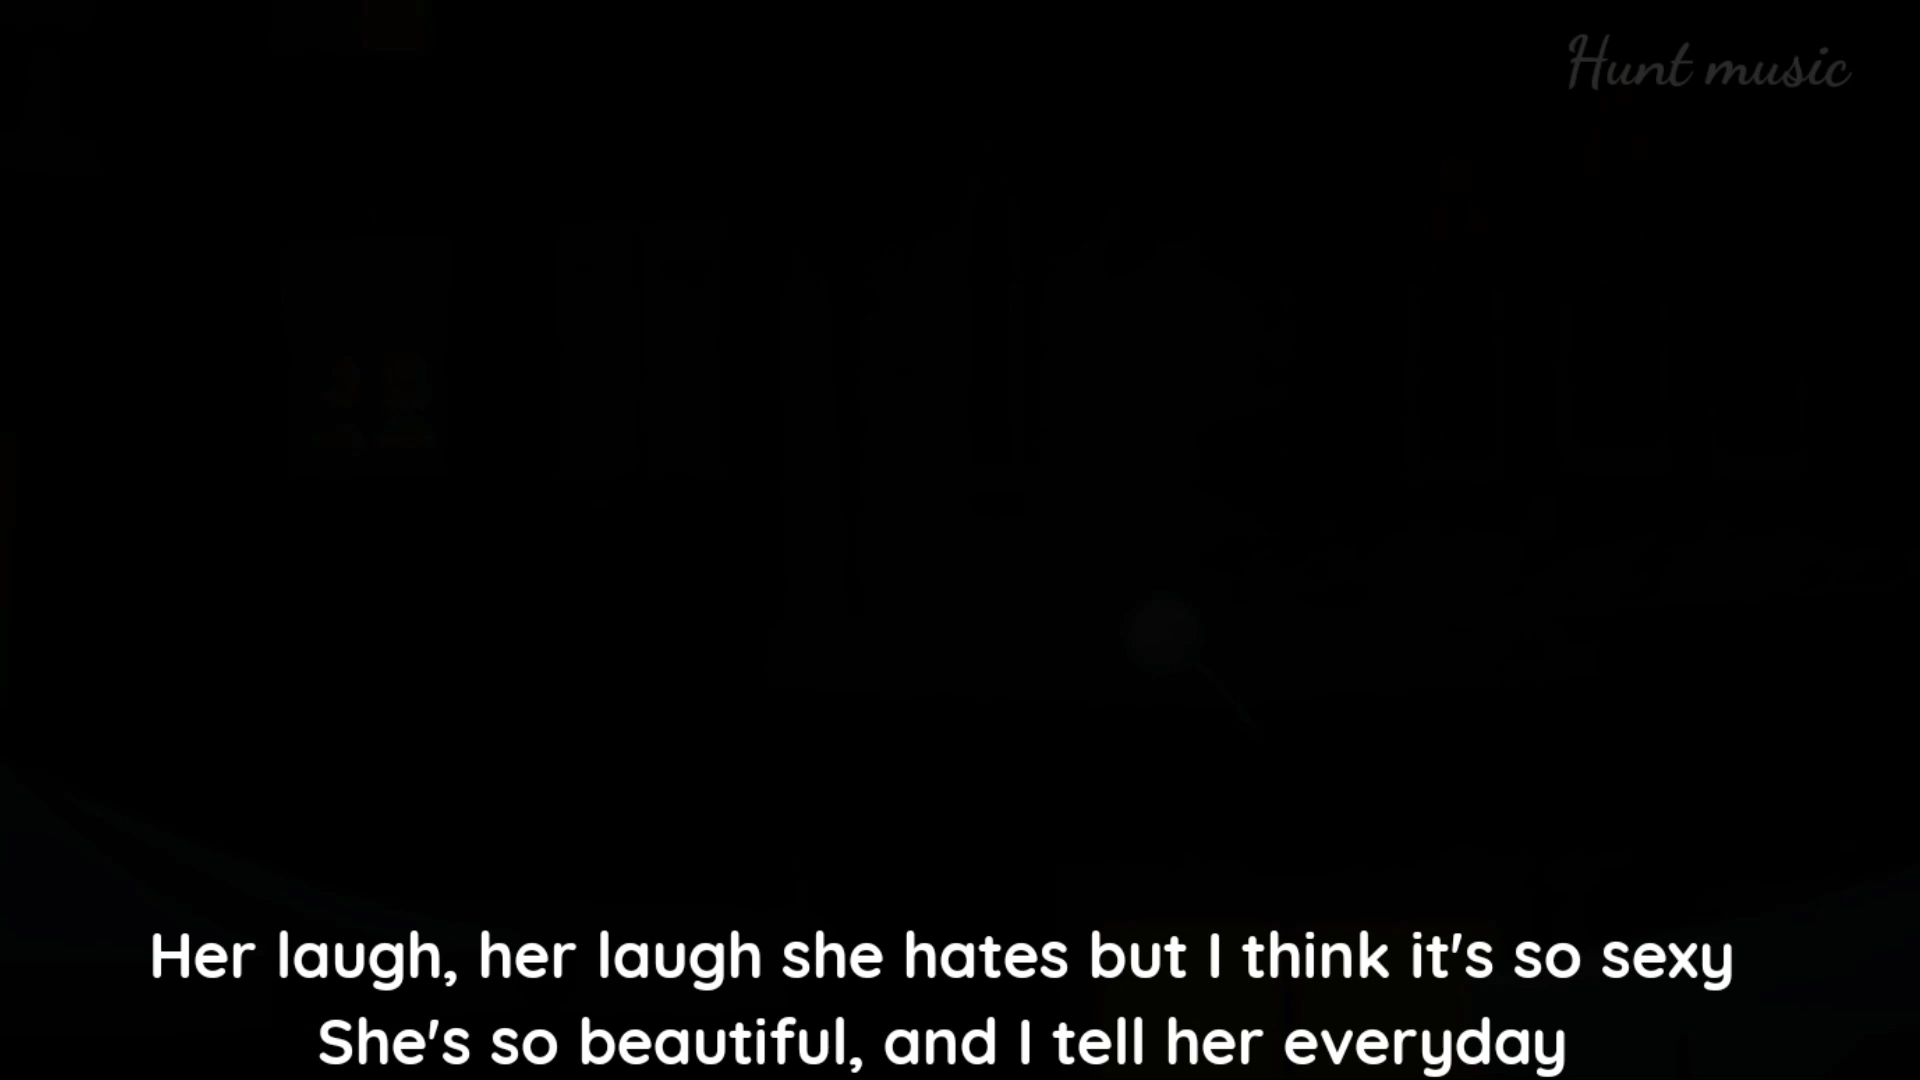 Hunt music
Her laugh, her laugh she hates but I think it's so sexy
She's so beautiful, and I tell her everyday